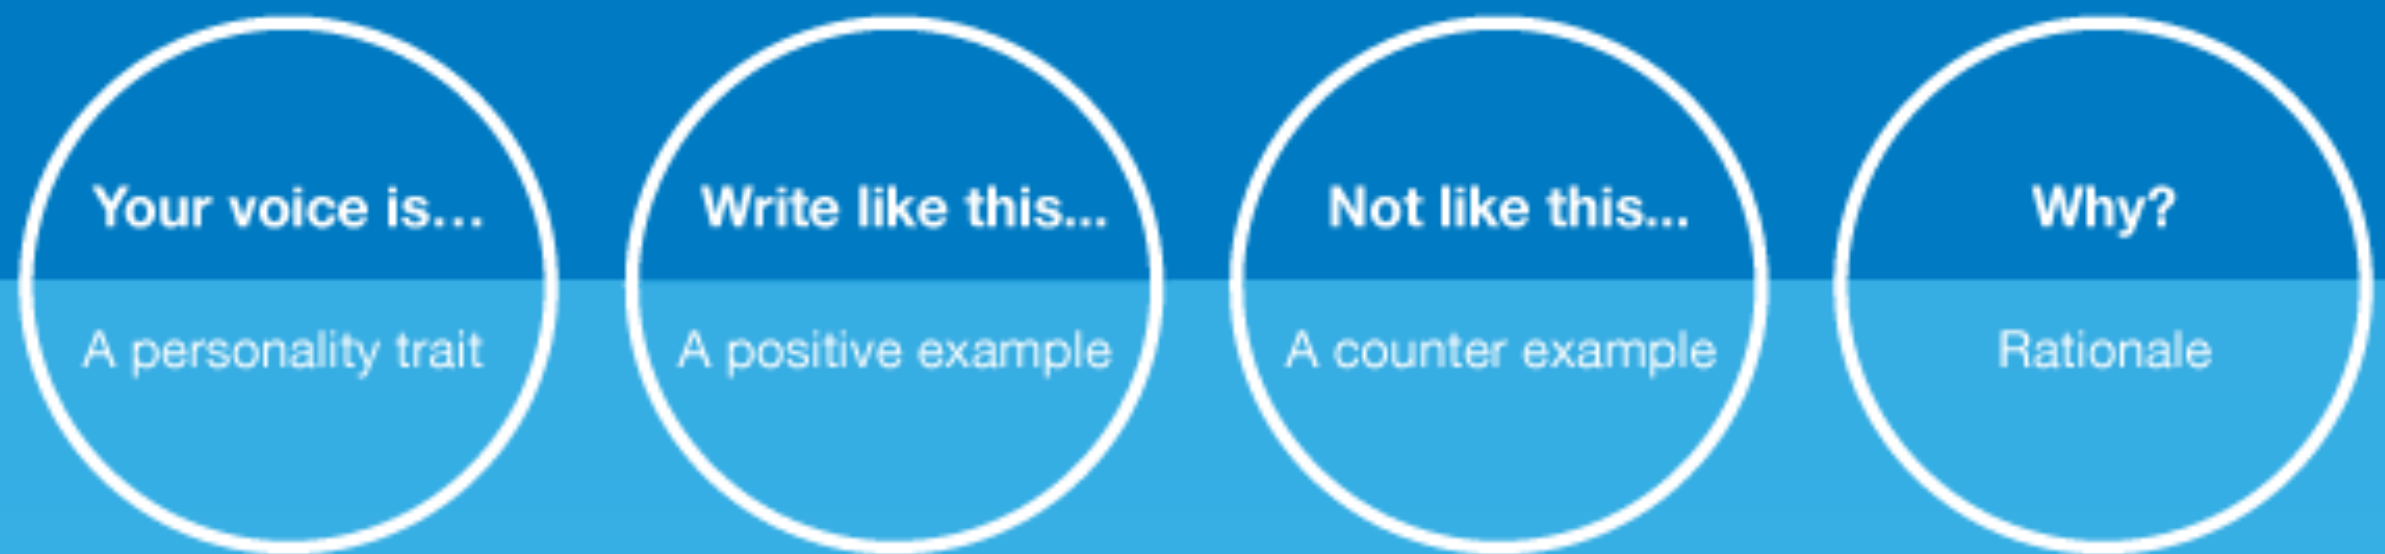 Your voice is...
A personality trait
Write like this...
A positive example
Not like this...
A counter example
Why?
Rationale